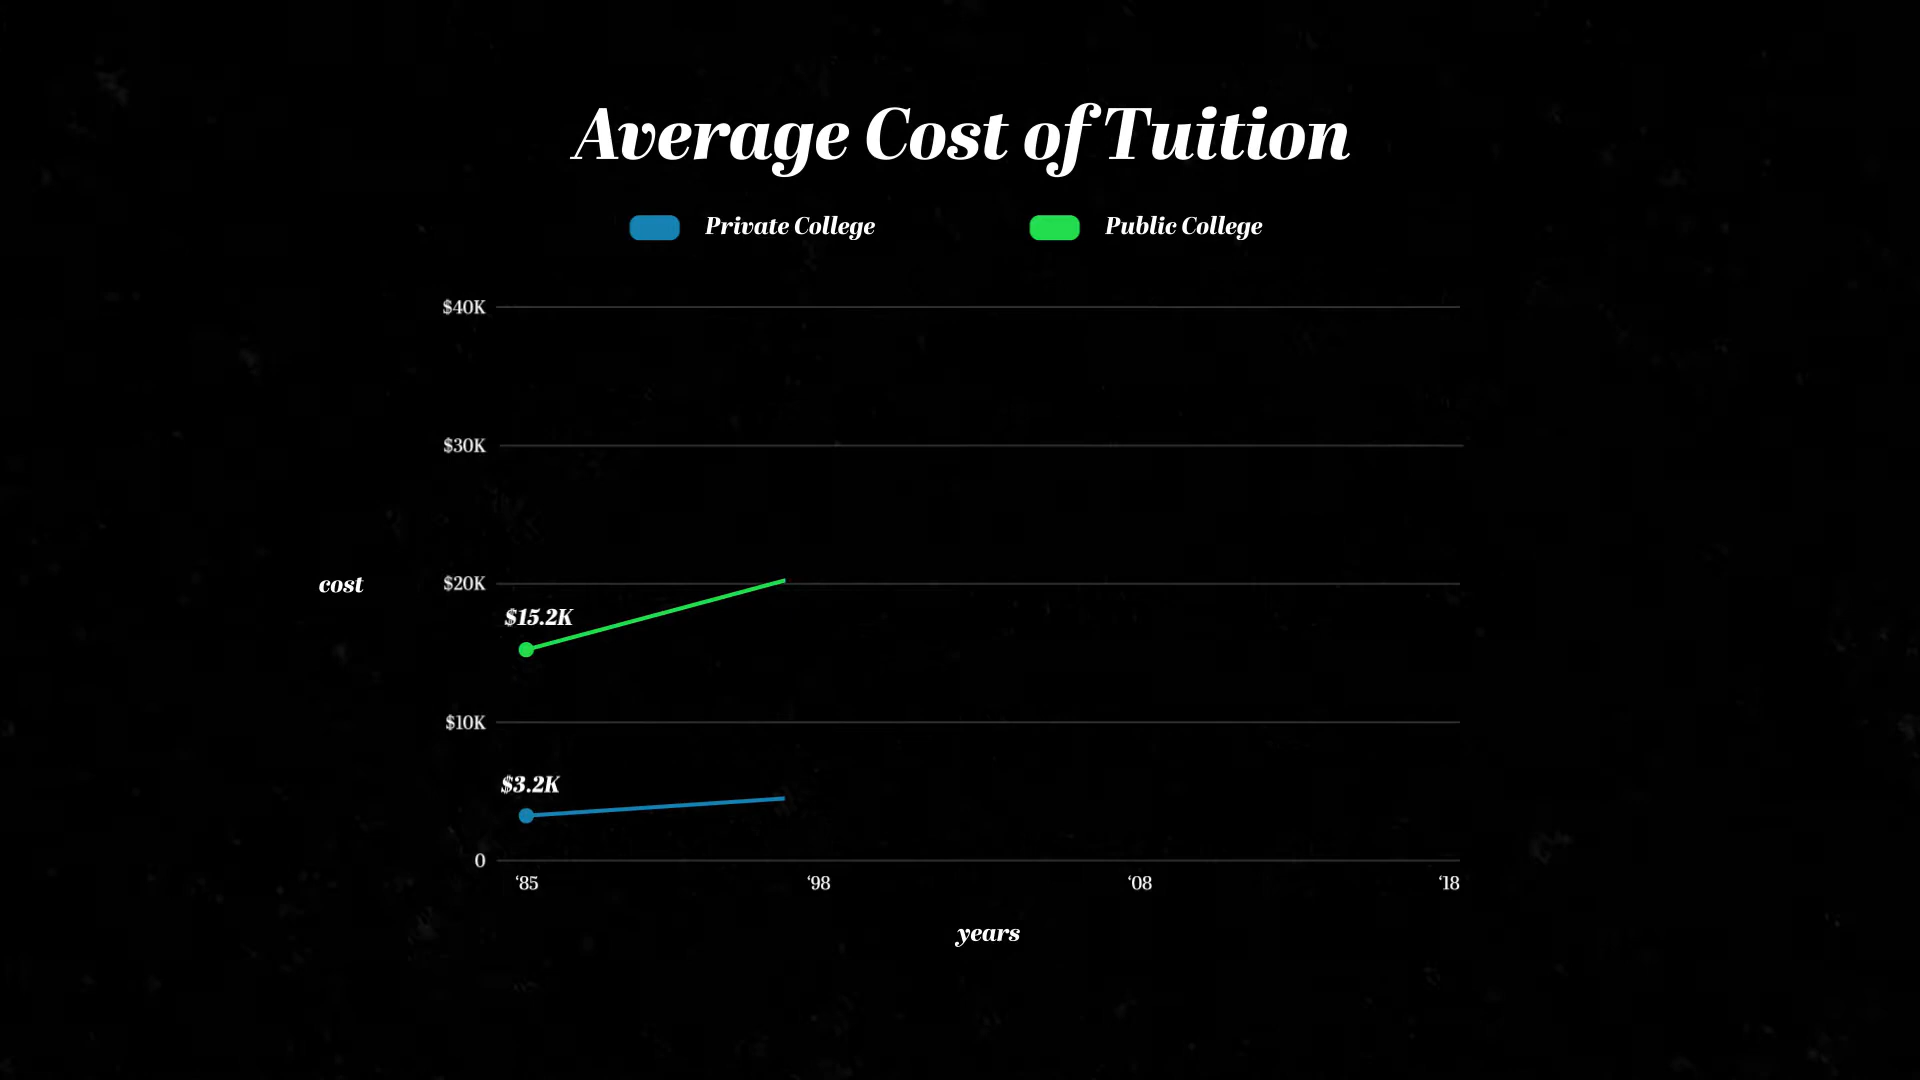 Average Cost of Tuition
Private College
Public College
$40K
$30K
cost
$20K
$15.2K
$10K
$3.2K
0
‘85
‘98
‘08
‘18
years